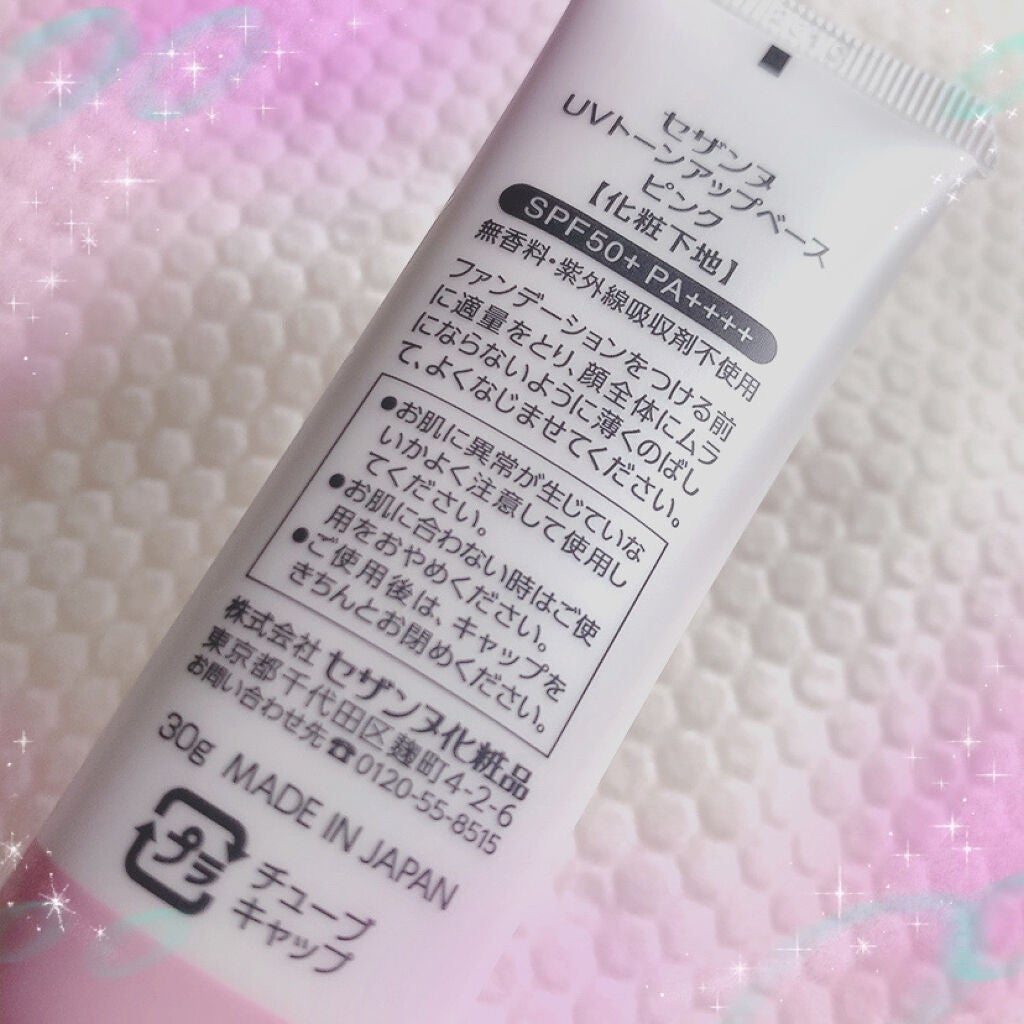 セザンヌ
UVトーンアップベース
ピンク
【化粧下地】
SPF50+ PA++++
無香料・紫外線吸収剤不使用
ファンデーションをつける前
に適量をとり、顔全体にムラ
にならないように薄くのばし
て、よくなじませてください。
●お肌に異常が生じていな
いかよく注意して使用し
てください。
●お肌に合わない時はご使
用をおやめください。
●ご使用後は、キャップを
きちんとお閉めください。
株式会社 セザンヌ化粧品
東京都千代田区麹町4-2-6
お問い合わせ先☎0120-55-8515
30g MADE IN JAPAN
プラ
チューブ
キャップ